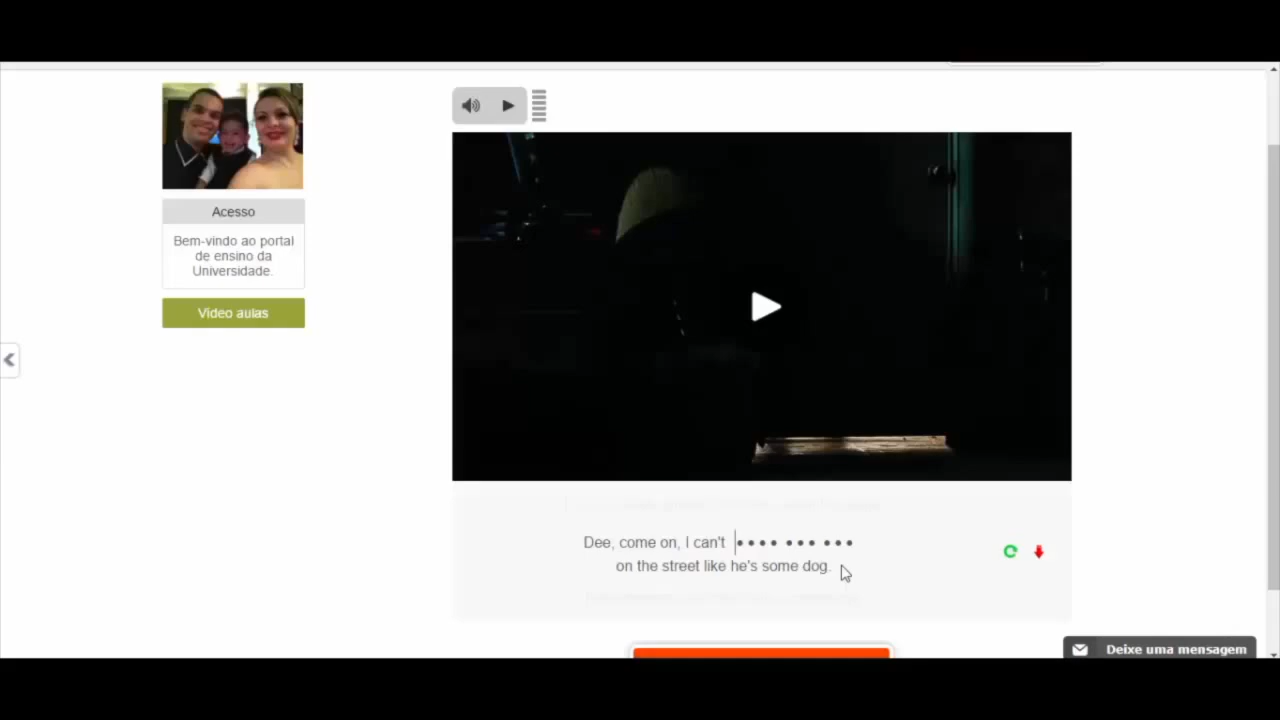 Acesso
Bem-vindo ao portal
de ensino da
Universidade.
Vídeo aulas
Dee, come on, I can't •••• ••• •••
on the street like he's some dog.
Deixe uma mensagem